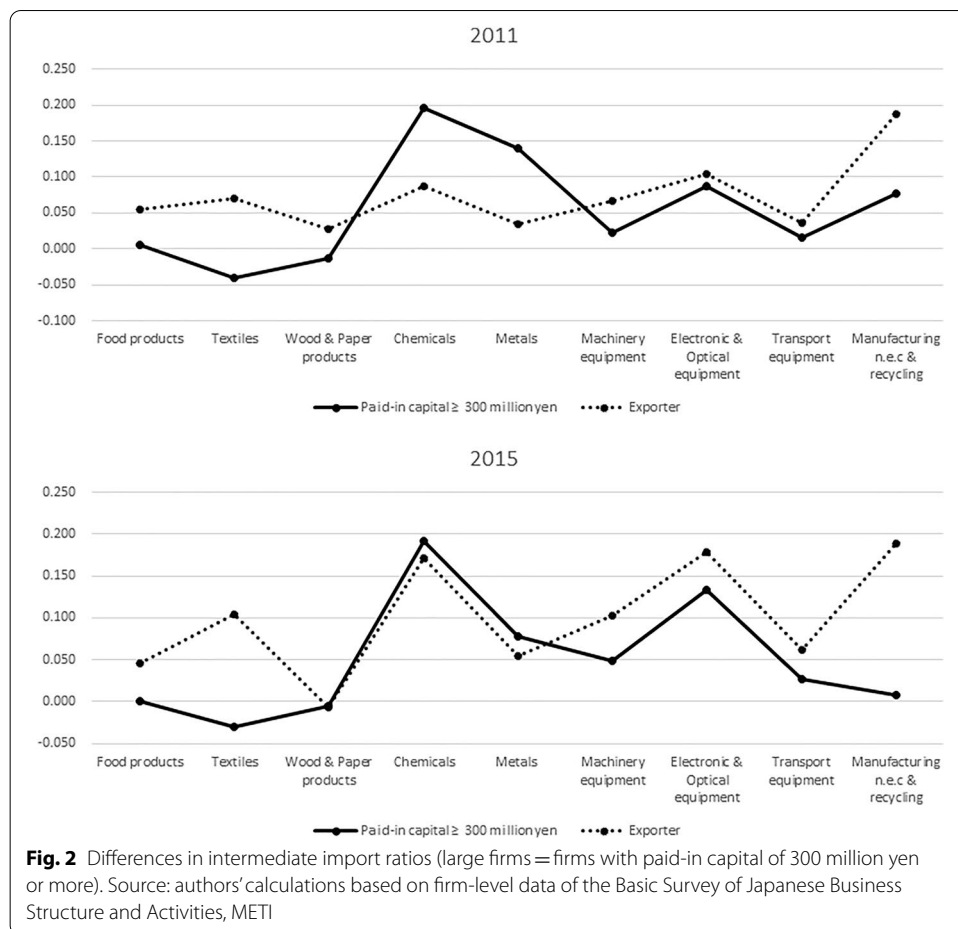 2011
0.250
0.200
0.150
0.100
0.050
0.000
-0.050
-0.100
Food products
Textiles
Wood & Paper
products
Chemicals
Metals
Machinery
equipment
Electronic &
Optical
equipment
Transport
equipment
Manufacturing
n.e.c &
recycling
Paid-in capital ≥ 300 million yen
Exporter
2015
0.250
0.200
0.150
0.100
0.050
0.000
-0.050
Food products
Textiles
Wood & Paper
products
Chemicals
Metals
Machinery
equipment
Electronic &
Optical
equipment
Transport
equipment
Manufacturing
n.e.c &
recycling
Paid-in capital ≥ 300 million yen
Exporter
Fig. 2 Differences in intermediate import ratios (large firms = firms with paid-in capital of 300 million yen
or more). Source: authors' calculations based on firm-level data of the Basic Survey of Japanese Business
Structure and Activities, METI